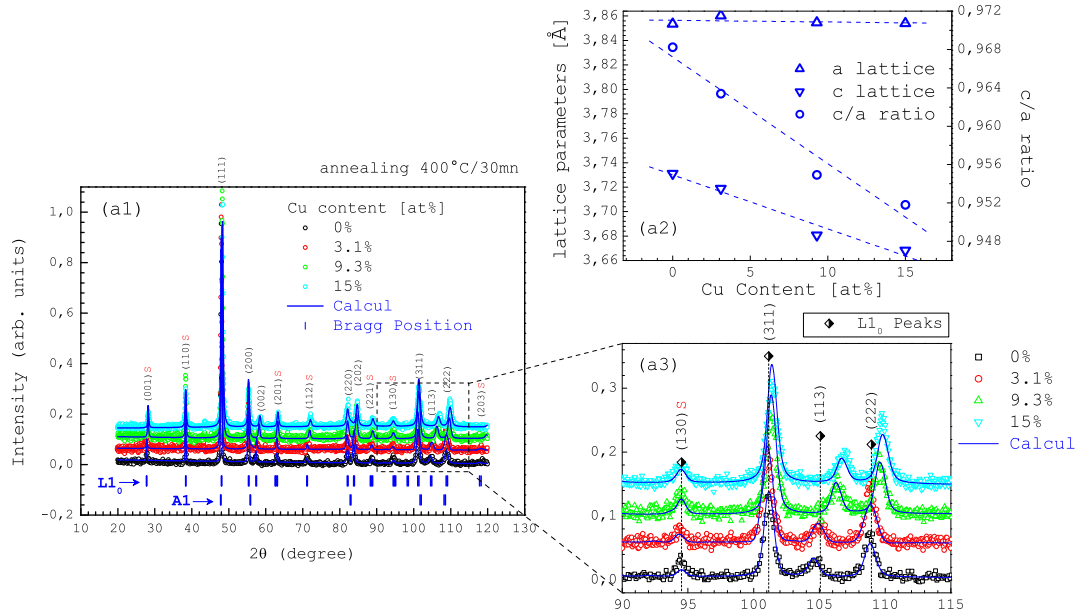 annealing 400°C/30mn
(a1)
Intensity (arb. units)
1,0
0,8
0,6
0,4
0,2
0,0
-0,2
10 20 30 40 50 60 70 80 90 100 110 120 130
2θ (degree)
Cu content [at%]
0%
3.1%
9.3%
15%
Calcul
Bragg Position
(001)S
(110)S
(111)
(200)
(002)
(201)S
(112)S
(220)
(202)
(221)S
(130)S
(311)
(113)
(222)
(203)S
L1₀→
A1→
lattice parameters [Å]
3,86
3,84
3,82
3,80
3,78
3,76
3,74
3,72
3,70
3,68
3,66
a lattice
c lattice
c/a ratio
(a2)
0 5 10 15
Cu Content [at%]
0,972
0,968
0,964
0,960
0,956
0,952
0,948
c/a ratio
L1₀ Peaks
(a3)
(130)S
(311)
(113)
(222)
0,3
0,2
0,1
0,0
90 95 100 105 110 115
0%
3.1%
9.3%
15%
Calcul